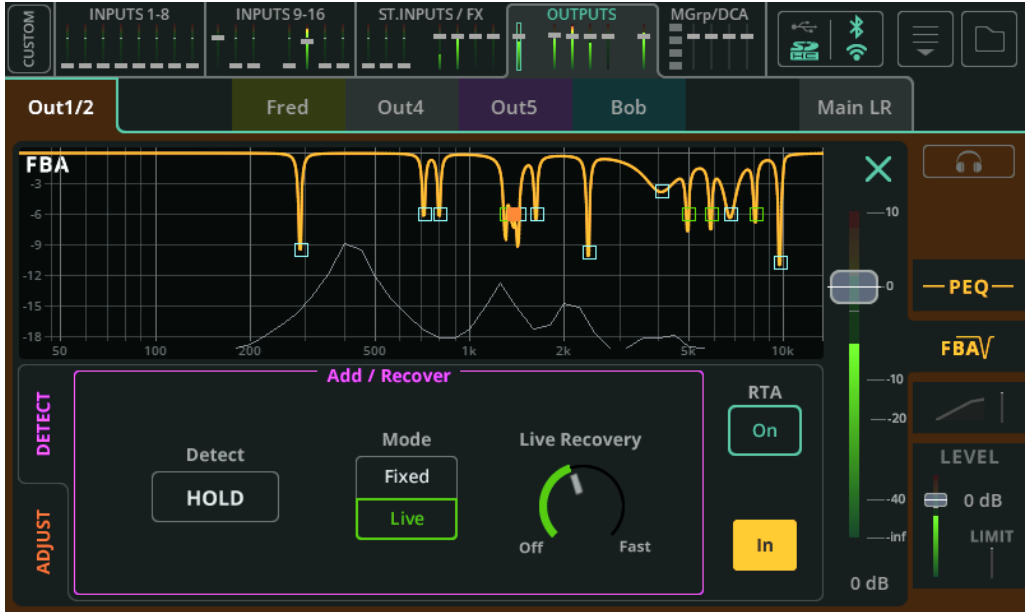 CUSTOM
INPUTS 1-8
INPUTS 9-16
ST.INPUTS / FX
OUTPUTS
MGrp/DCA
Out1/2
Fred
Out4
Out5
Bob
Main LR
FBA
-3
-6
-9
-12
-15
-18
50
100
200
500
1k
2k
5k
10k
10
0
-10
-20
-40
-inf
0 dB
PEQ
FBA
LEVEL
0 dB
LIMIT
DETECT
ADJUST
Add / Recover
Detect
HOLD
Mode
Fixed
Live
Live Recovery
Off
Fast
RTA
On
In